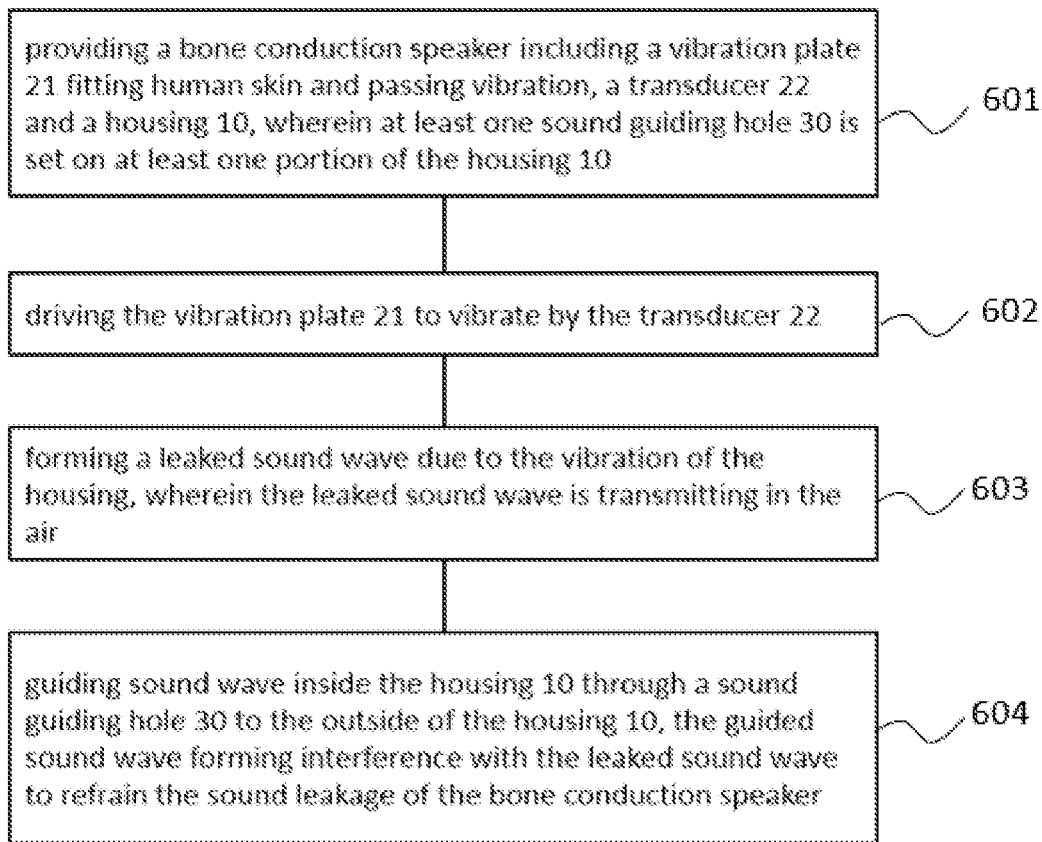 providing a bone conduction speaker including a vibration plate
21 fitting human skin and passing vibration, a transducer 22
and a housing 10, wherein at least one sound guiding hole 30 is
set on at least one portion of the housing 10
601
driving the vibration plate 21 to vibrate by the transducer 22
602
forming a leaked sound wave due to the vibration of the
housing, wherein the leaked sound wave is transmitting in the
air
603
guiding sound wave inside the housing 10 through a sound
guiding hole 30 to the outside of the housing 10, the guided
sound wave forming interference with the leaked sound wave
to refrain the sound leakage of the bone conduction speaker
604